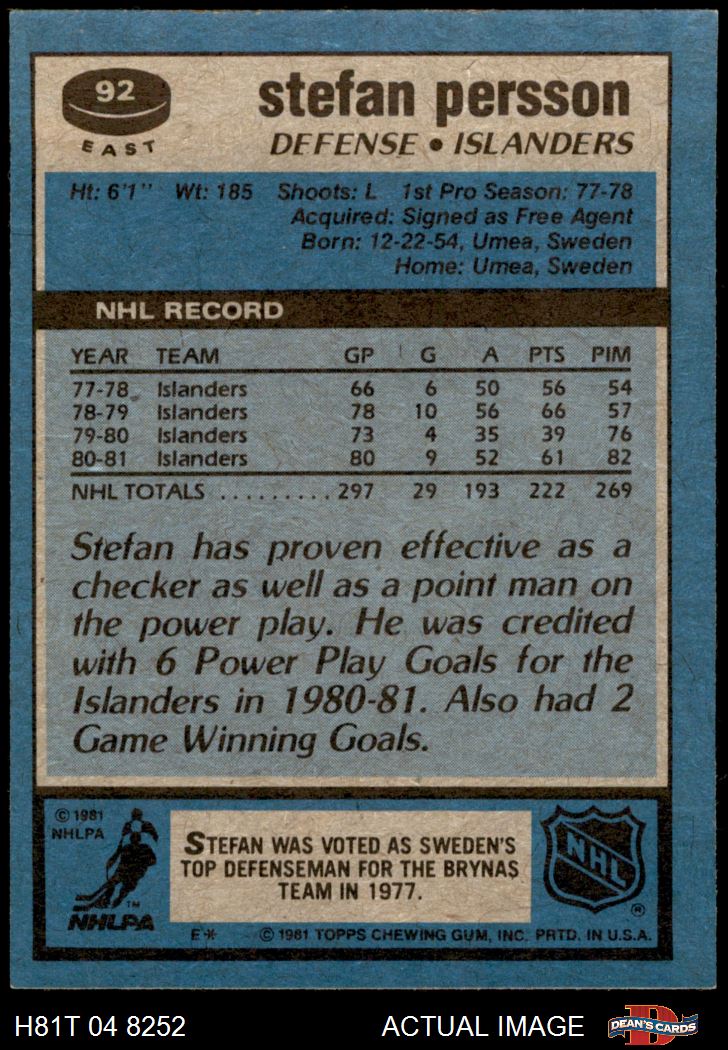 92
EAST
stefan persson
DEFENSE • ISLANDERS
Ht: 6'1" Wt: 185 Shoots: L 1st Pro Season: 77-78
Acquired: Signed as Free Agent
Born: 12-22-54, Umea, Sweden
Home: Umea, Sweden
NHL RECORD
YEAR TEAM GP G A PTS PIM
77-78 Islanders 66 6 50 56 54
78-79 Islanders 78 10 56 66 57
79-80 Islanders 73 4 35 39 76
80-81 Islanders 80 9 52 61 82
NHL TOTALS .......... 297 29 193 222 269
Stefan has proven effective as a
checker as well as a point man on
the power play. He was credited
with 6 Power Play Goals for the
Islanders in 1980-81. Also had 2
Game Winning Goals.
© 1981
NHLPA
TM
NHLPA
STEFAN WAS VOTED AS SWEDEN'S
TOP DEFENSEMAN FOR THE BRYNAS
TEAM IN 1977.
NHL
®
E* © 1981 TOPPS CHEWING GUM, INC. PRTD. IN U.S.A.
H81T 04 8252 ACTUAL IMAGE DEAN'S CARDS